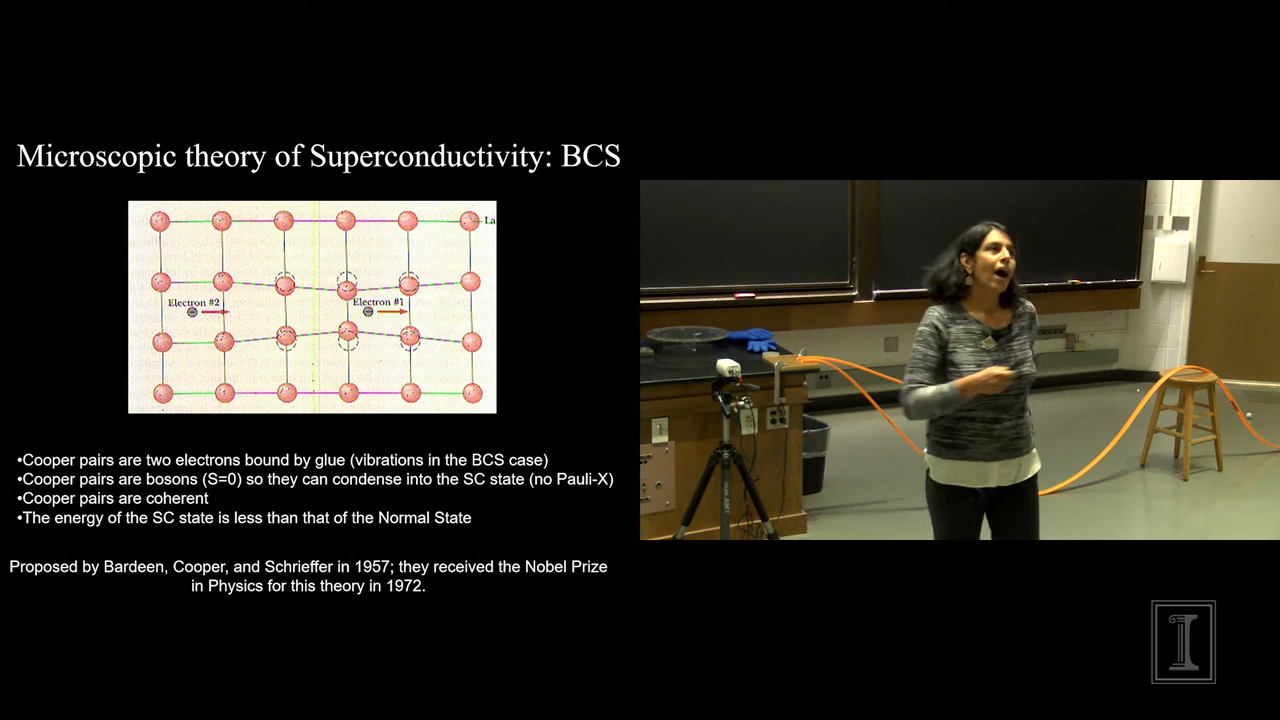 Microscopic theory of Superconductivity: BCS
La
Electron #2
Electron #1
•Cooper pairs are two electrons bound by glue (vibrations in the BCS case)
•Cooper pairs are bosons (S=0) so they can condense into the SC state (no Pauli-X)
•Cooper pairs are coherent
•The energy of the SC state is less than that of the Normal State
Proposed by Bardeen, Cooper, and Schrieffer in 1957; they received the Nobel Prize
in Physics for this theory in 1972.
I